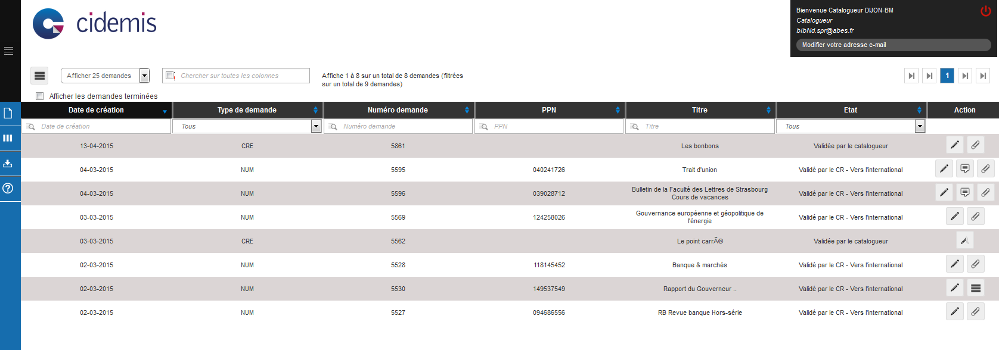 cidemis
Bienvenue Catalogueur DIJON-BM
Catalogueur
bibNd.spr@abes.fr
Modifier votre adresse e-mail
Afficher 25 demandes
! Chercher sur toutes les colonnes
Affiche 1 à 8 sur un total de 8 demandes (filtrées
sur un total de 9 demandes)
1
Afficher les demandes terminées
Date de création Type de demande Numéro demande PPN Titre Etat Action
Date de création Tous Numéro demande PPN Titre Tous
13-04-2015 CRE 5861 Les bonbons Validée par le catalogueur
04-03-2015 NUM 5595 040241726 Trait d'union Validé par le CR - Vers l'international
04-03-2015 NUM 5596 039028712 Bulletin de la Faculté des Lettres de Strasbourg Validé par le CR - Vers l'international
Cours de vacances
03-03-2015 NUM 5569 124258026 Gouvernance européenne et géopolitique de Validé par le CR - Vers l'international
l'énergie
03-03-2015 CRE 5562 Le point carrÃ© Validée par le catalogueur
02-03-2015 NUM 5528 118145452 Banque & marchés Validé par le CR - Vers l'international
02-03-2015 NUM 5530 149537549 Rapport du Gouverneur .. Validé par le CR - Vers l'international
02-03-2015 NUM 5527 094686556 RB Revue banque Hors-série Validé par le CR - Vers l'international